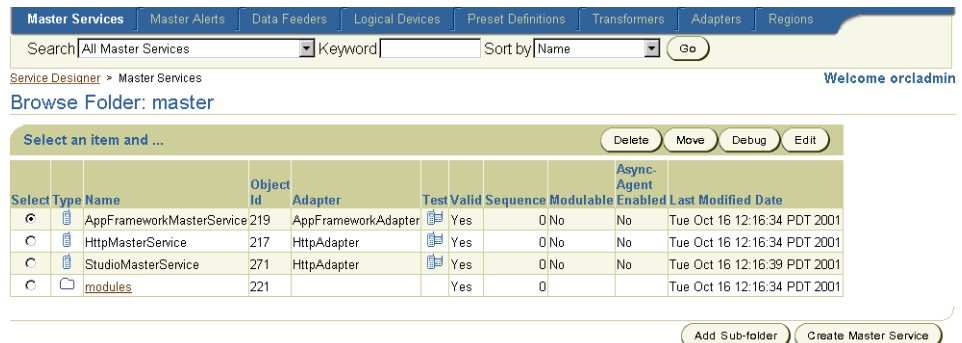 Master Services Master Alerts Data Feeders Logical Devices Preset Definitions Transformers Adapters Regions
Search All Master Services Keyword Sort by Name Go
Service Designer > Master Services Welcome orcladmin
Browse Folder: master
Select an item and ... Delete Move Debug Edit
Select Type Name Object Id Adapter Test Valid Sequence Modulable Async-Agent Enabled Last Modified Date
AppFrameworkMasterService 219 AppFrameworkAdapter Yes 0 No No Tue Oct 16 12:16:34 PDT 2001
HttpMasterService 217 HttpAdapter Yes 0 No No Tue Oct 16 12:16:34 PDT 2001
StudioMasterService 271 HttpAdapter Yes 0 No No Tue Oct 16 12:16:39 PDT 2001
modules 221 Yes 0 Tue Oct 16 12:16:34 PDT 2001
Add Sub-folder Create Master Service